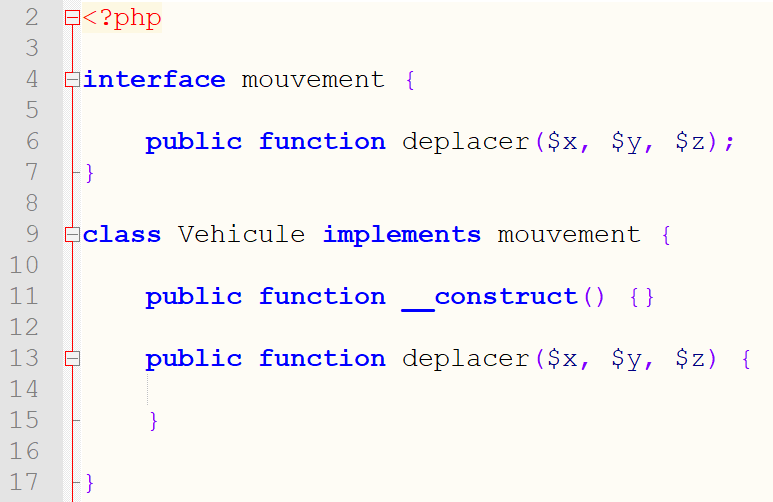 2 <?php
3
4 interface mouvement {
5
6     public function deplacer($x, $y, $z);
7 }
8
9 class Vehicule implements mouvement {
10
11     public function __construct() {}
12
13     public function deplacer($x, $y, $z) {
14
15     }
16
17 }